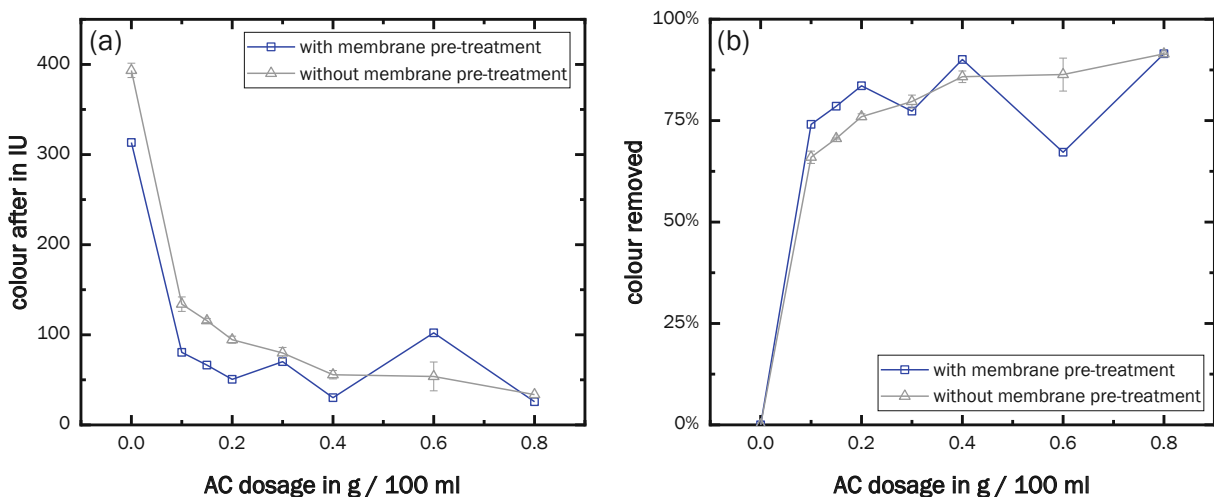 (a)
with membrane pre-treatment
without membrane pre-treatment
400
300
200
100
0
colour after in IU
0.0 0.2 0.4 0.6 0.8
AC dosage in g / 100 ml
(b)
100%
75%
50%
25%
0%
colour removed
with membrane pre-treatment
without membrane pre-treatment
0.0 0.2 0.4 0.6 0.8
AC dosage in g / 100 ml